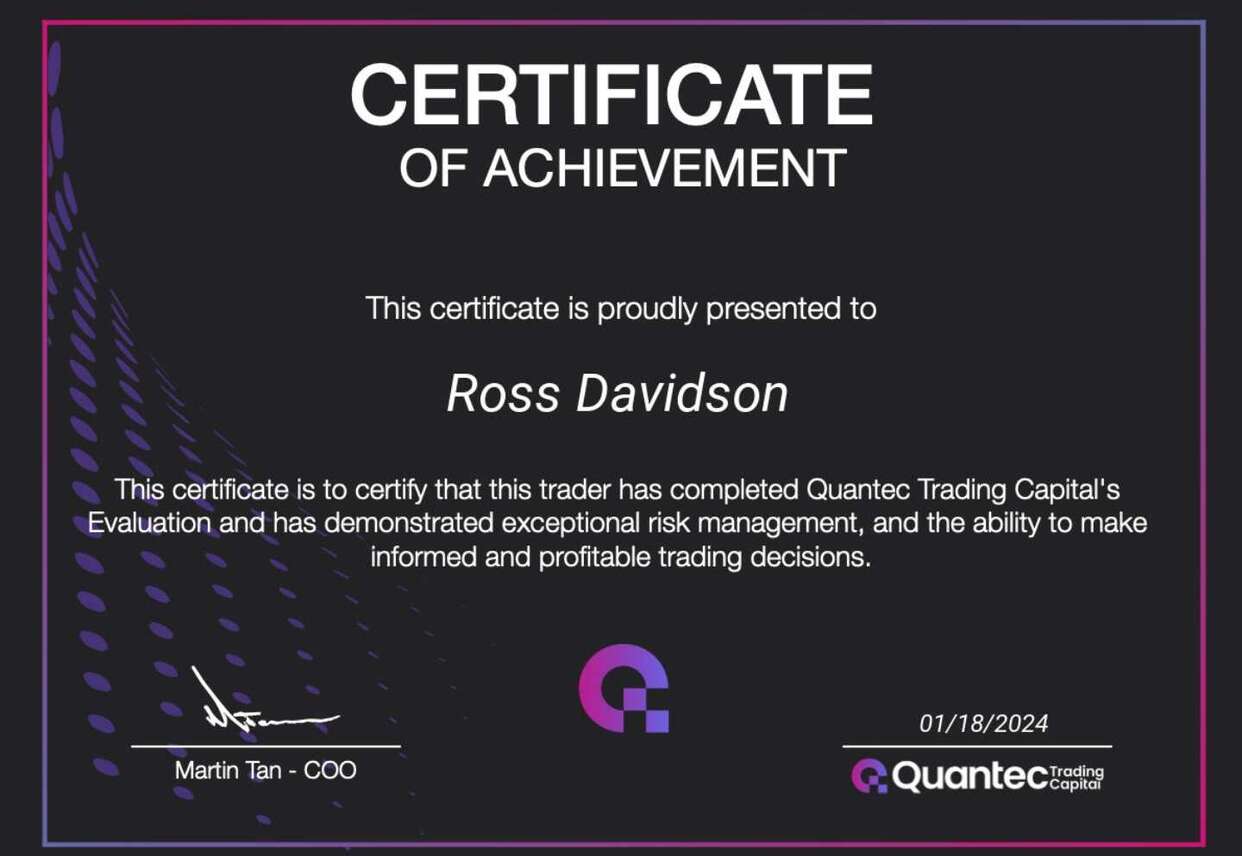 CERTIFICATE
OF ACHIEVEMENT
This certificate is proudly presented to
Ross Davidson
This certificate is to certify that this trader has completed Quantec Trading Capital's
Evaluation and has demonstrated exceptional risk management, and the ability to make
informed and profitable trading decisions.
01/18/2024
Martin Tan - COO
Quantec Trading
Capital